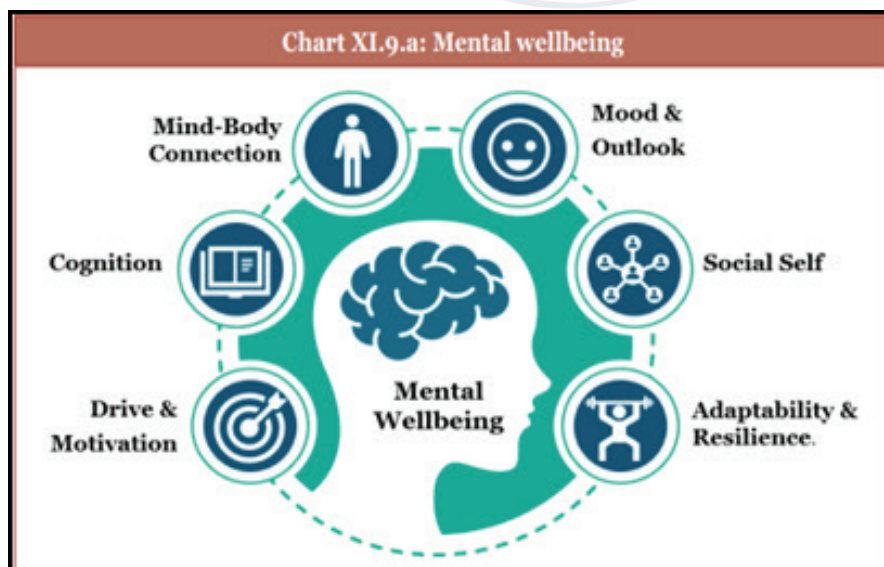 Chart XI.9.a: Mental wellbeing
Mind-Body
Connection
Mood &
Outlook
Cognition
Social Self
Drive &
Motivation
Mental
Wellbeing
Adaptability &
Resilience.